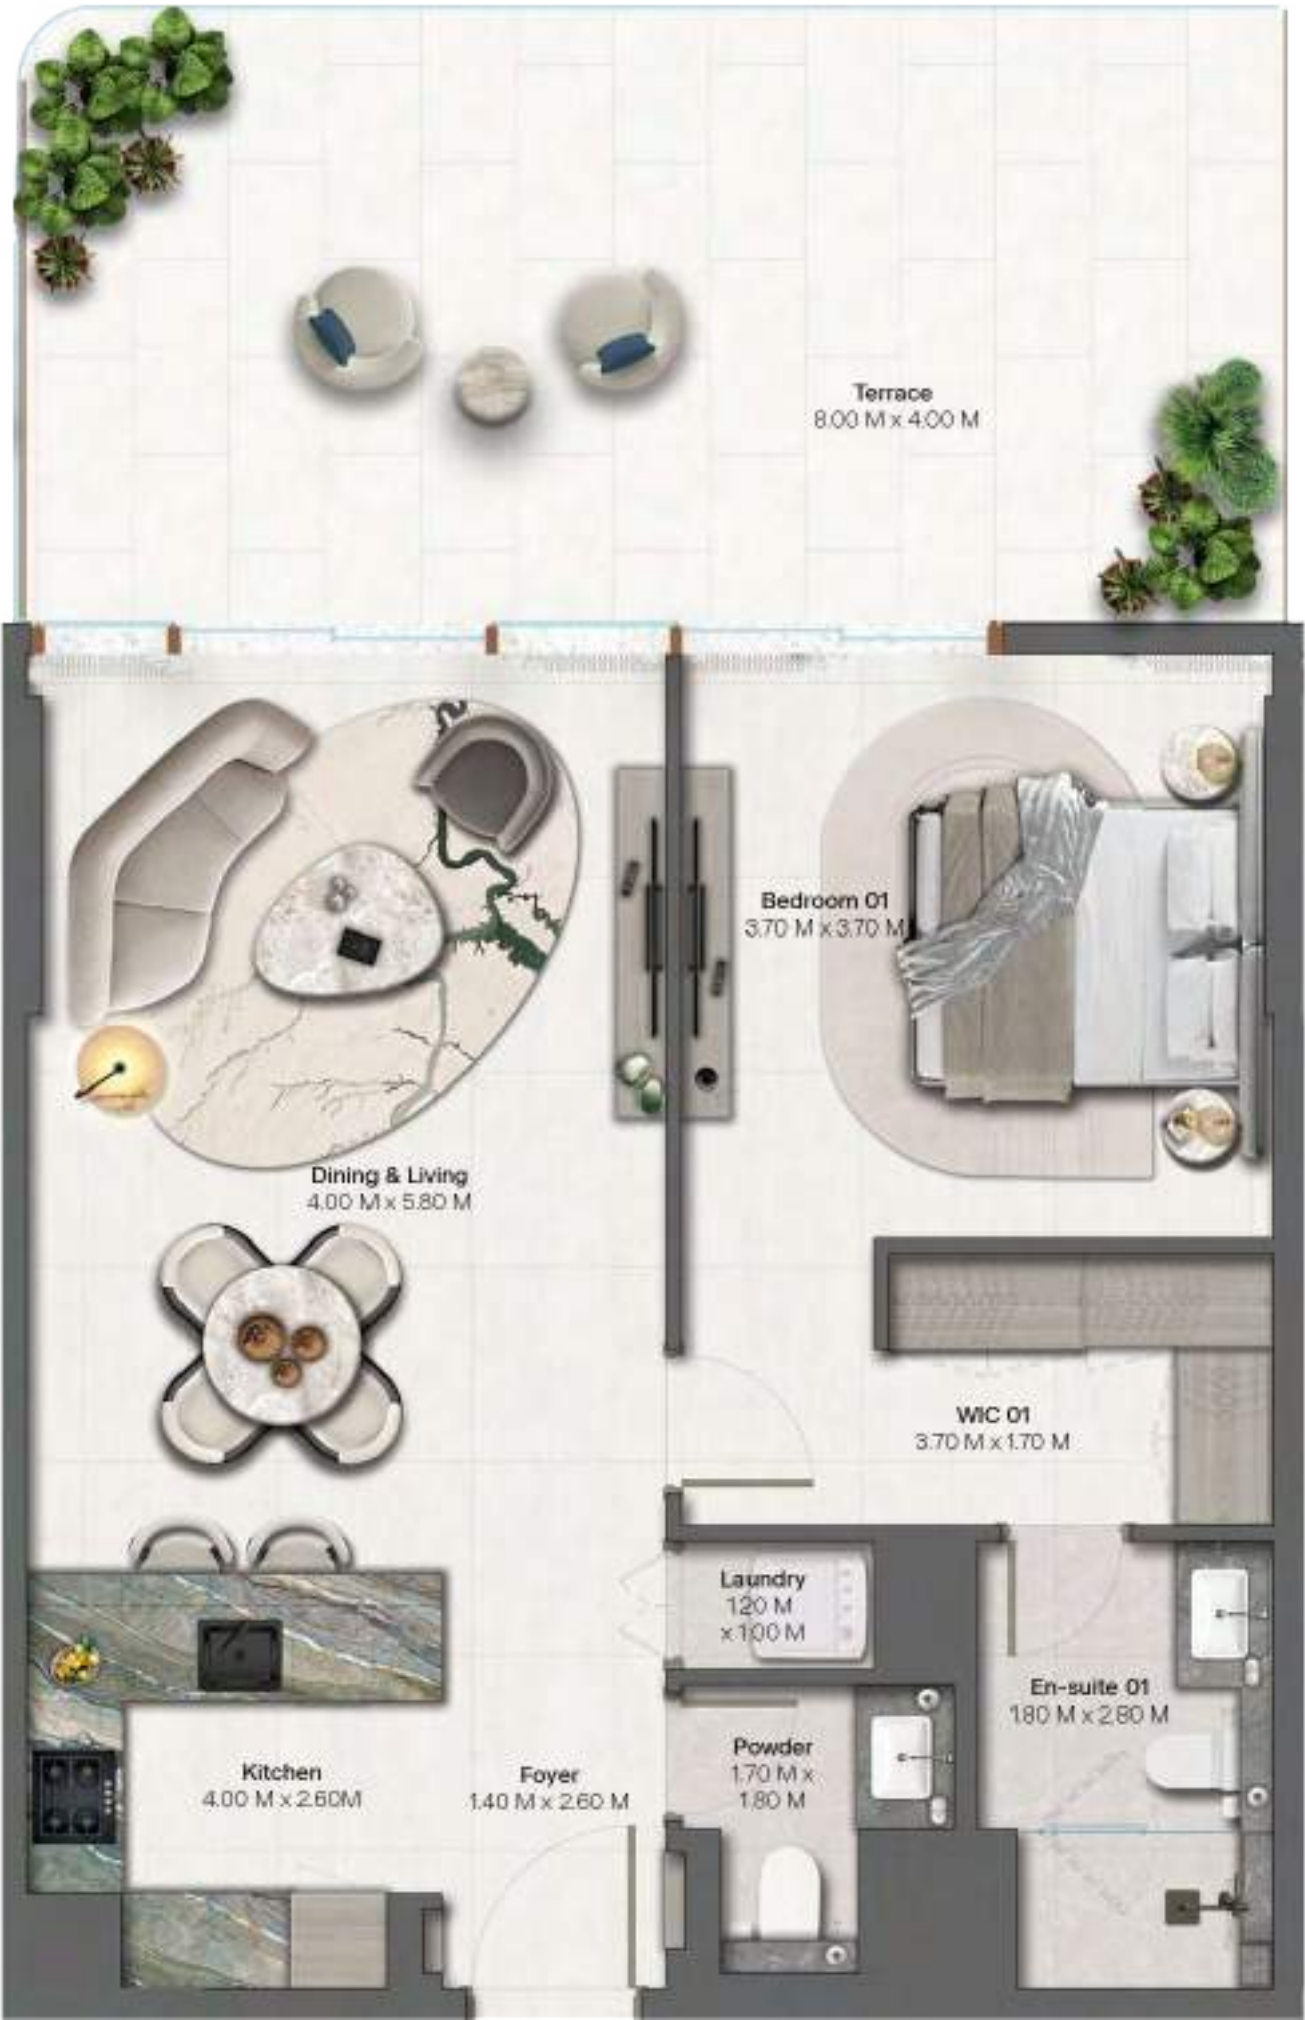 Terrace
8.00 M x 4.00 M
Bedroom 01
3.70 M x 3.70 M
Dining & Living
4.00 M x 5.80 M
WIC 01
3.70 M x 1.70 M
Laundry
1.20 M
x 1.00 M
En-suite 01
1.80 M x 2.80 M
Powder
1.70 M x
1.80 M
Kitchen
4.00 M x 2.60M
Foyer
1.40 M x 2.60 M